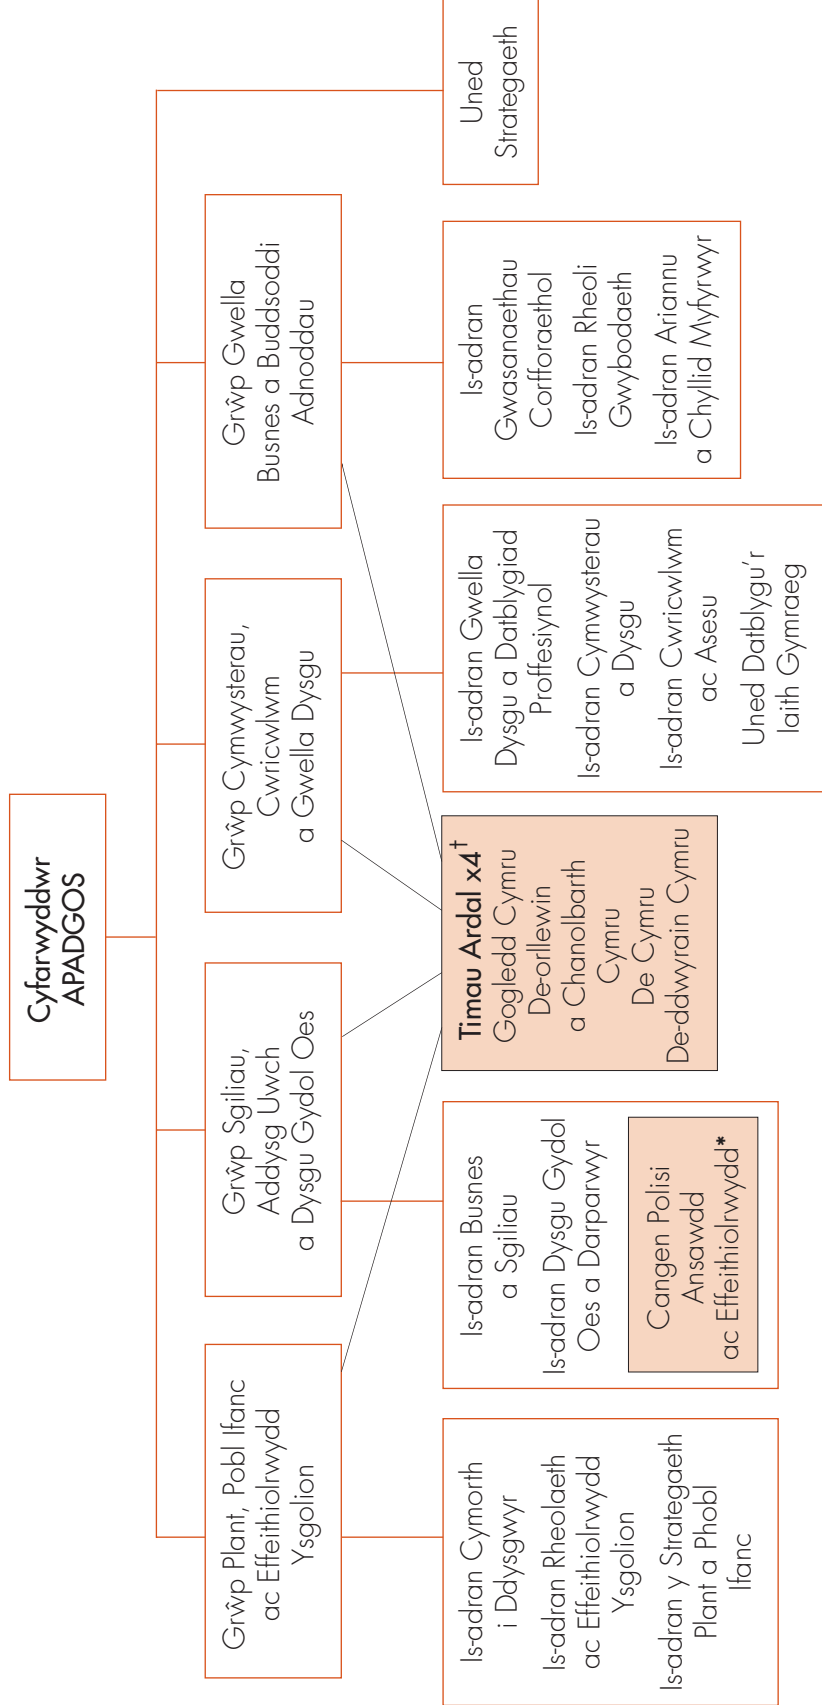 Cyfarwyddwr
APADGOS
Grŵp Plant, Pobl Ifanc
ac Effeithiolrwydd
Ysgolion
Grŵp Sgiliau,
Addysg Uwch
a Dysgu Gydol Oes
Grŵp Cymwysterau,
Cwricwlwm
a Gwella Dysgu
Grŵp Gwella
Busnes a Buddsoddi
Adnoddau
Uned
Strategaeth
Is-adran Cymorth
i Ddysgwyr
Is-adran Rheolaeth
ac Effeithiolrwydd
Ysgolion
Is-adran y Strategaeth
Plant a Phobl
Ifanc
Is-adran Busnes
a Sgiliau
Is-adran Dysgu Gydol
Oes a Darparwyr
Cangen Polisi
Ansawdd
ac Effeithiolrwydd*
Timau Ardal x4†
Gogledd Cymru
De-orllewin
a Chanolbarth
Cymru
De Cymru
De-ddwyrain Cymru
Is-adran Gwella
Dysgu a Datblygiad
Proffesiynol
Is-adran Cymwysterau
a Dysgu
Is-adran Cwricwlwm
ac Asesu
Uned Datblygu'r
Iaith Gymraeg
Is-adran
Gwasanaethau
Corfforaethol
Is-adran Rheoli
Gwybodaeth
Is-adran Ariannu
a Chyllid Myfyrwyr